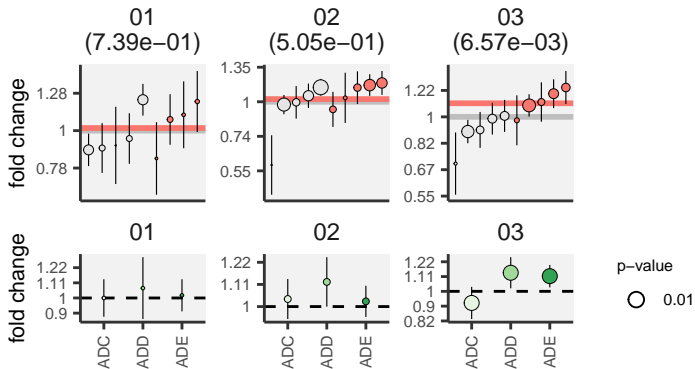 01 02 03
(7.39e−01) (5.05e−01) (6.57e−03)
fold change
1.28
1
0.78
1.35
1
0.74
0.55
1.22
1
0.82
0.67
0.55
01 02 03
fold change
1.22
1.11
1
0.9
1.22
1.11
1
1.22
1.11
1
0.9
0.82
ADC ADD ADE
ADC ADD ADE
ADC ADD ADE
p−value
0.01